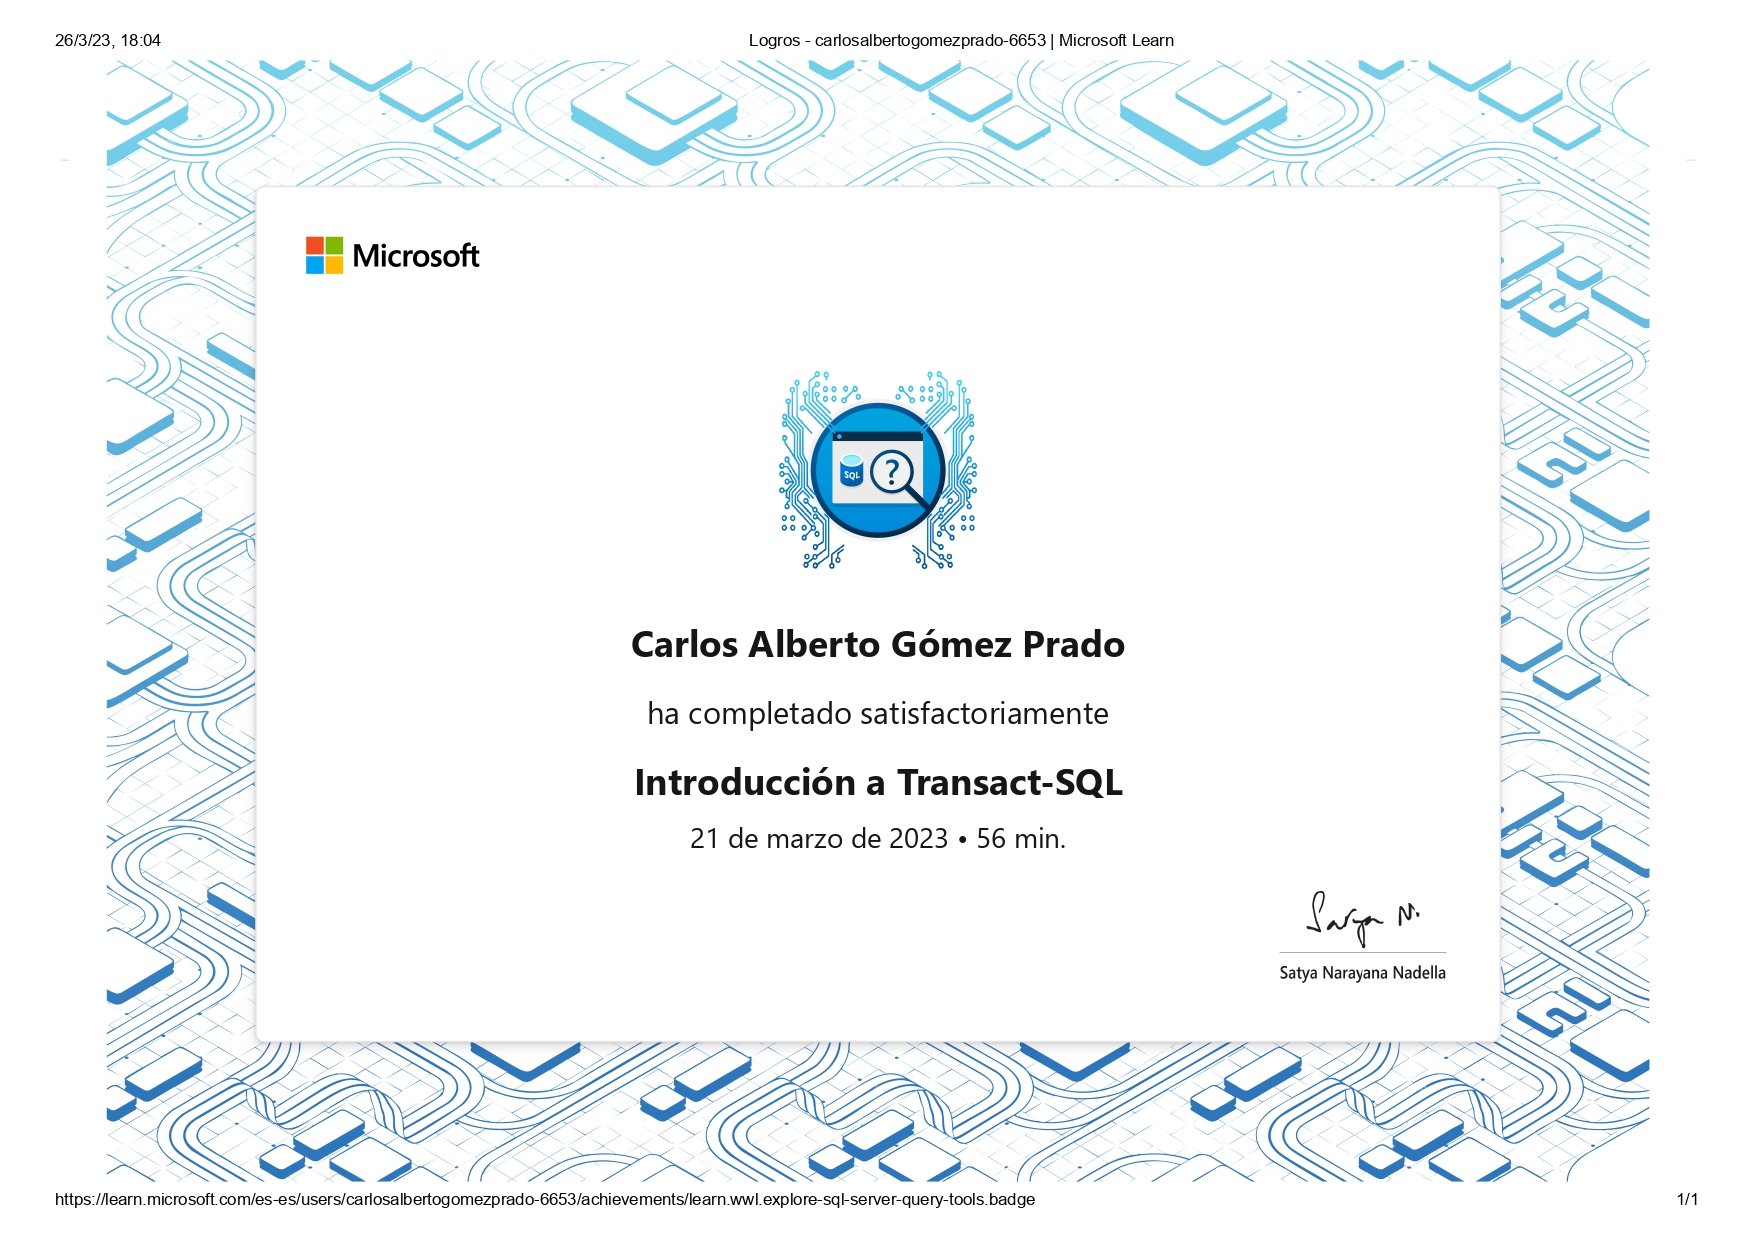 26/3/23, 18:04
Logros - carlosalbertogomezprado-6653 | Microsoft Learn
Microsoft
SQL
?
Carlos Alberto Gómez Prado
ha completado satisfactoriamente
Introducción a Transact-SQL
21 de marzo de 2023 • 56 min.
Satya N.
Satya Narayana Nadella
https://learn.microsoft.com/es-es/users/carlosalbertogomezprado-6653/achievements/learn.wwl.explore-sql-server-query-tools.badge
1/1